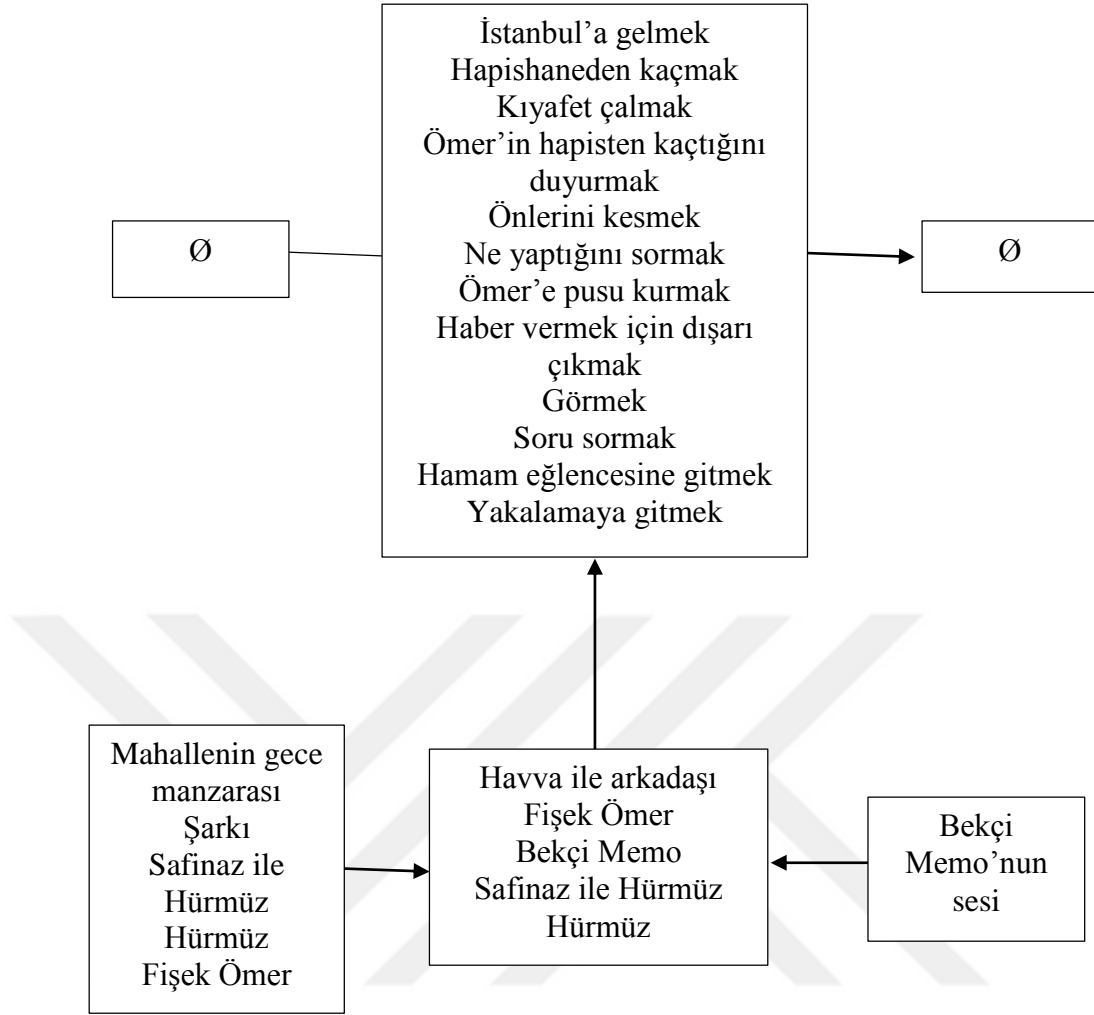 İstanbul’a gelmek
Hapishaneden kaçmak
Kıyafet çalmak
Ömer’in hapisten kaçtığını
duyurmak
Önlerini kesmek
Ne yaptığını sormak
Ömer’e pusu kurmak
Haber vermek için dışarı
çıkmak
Görmek
Soru sormak
Hamam eğlencesine gitmek
Yakalamaya gitmek
Ø
Ø
Mahallenin gece
manzarası
Şarkı
Safinaz ile
Hürmüz
Hürmüz
Fişek Ömer
Havva ile arkadaşı
Fişek Ömer
Bekçi Memo
Safinaz ile Hürmüz
Hürmüz
Bekçi
Memo’nun
sesi